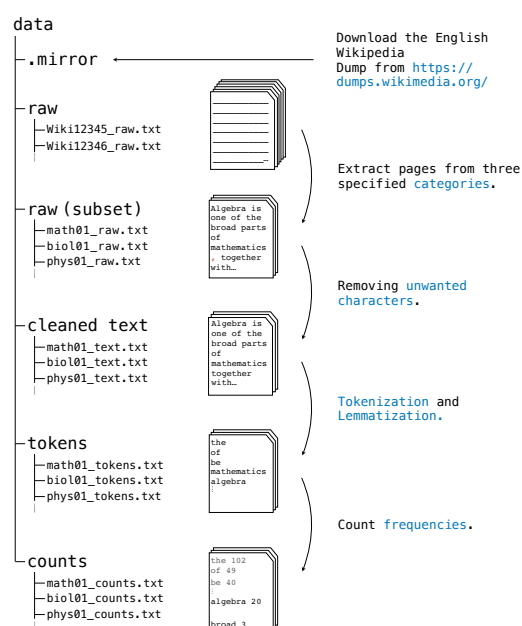 data
.mirror
Download the English
Wikipedia
Dump from https://
dumps.wikimedia.org/
raw
Wiki12345_raw.txt
Wiki12346_raw.txt
Extract pages from three
specified categories.
raw (subset)
math01_raw.txt
biol01_raw.txt
phys01_raw.txt
Algebra is
one of the
broad parts
of
mathematics
, together
with…
Removing unwanted
characters.
cleaned text
math01_text.txt
biol01_text.txt
phys01_text.txt
Algebra is
one of the
broad parts
of
mathematics
together
with…
Tokenization and
Lemmatization.
tokens
math01_tokens.txt
biol01_tokens.txt
phys01_tokens.txt
the
of
be
mathematics
algebra
⋮
Count frequencies.
counts
math01_counts.txt
biol01_counts.txt
phys01_counts.txt
the 102
of 49
be 40
⋮
algebra 20
broad 3